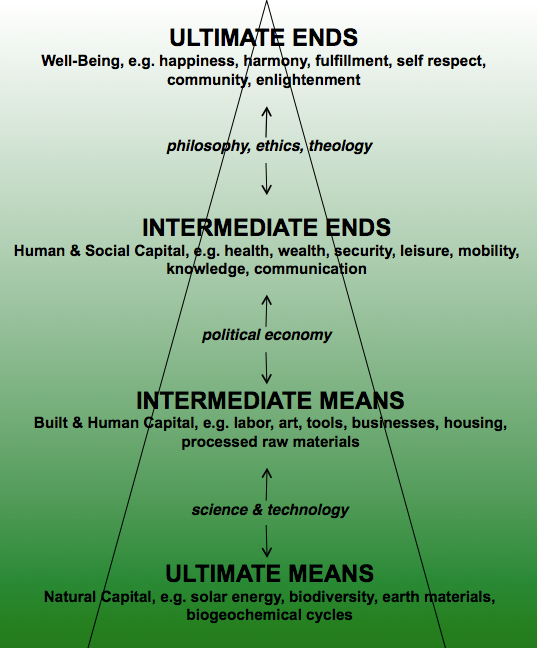 ULTIMATE ENDS
Well-Being, e.g. happiness, harmony, fulfillment, self respect,
community, enlightenment
philosophy, ethics, theology
INTERMEDIATE ENDS
Human & Social Capital, e.g. health, wealth, security, leisure, mobility,
knowledge, communication
political economy
INTERMEDIATE MEANS
Built & Human Capital, e.g. labor, art, tools, businesses, housing,
processed raw materials
science & technology
ULTIMATE MEANS
Natural Capital, e.g. solar energy, biodiversity, earth materials,
biogeochemical cycles